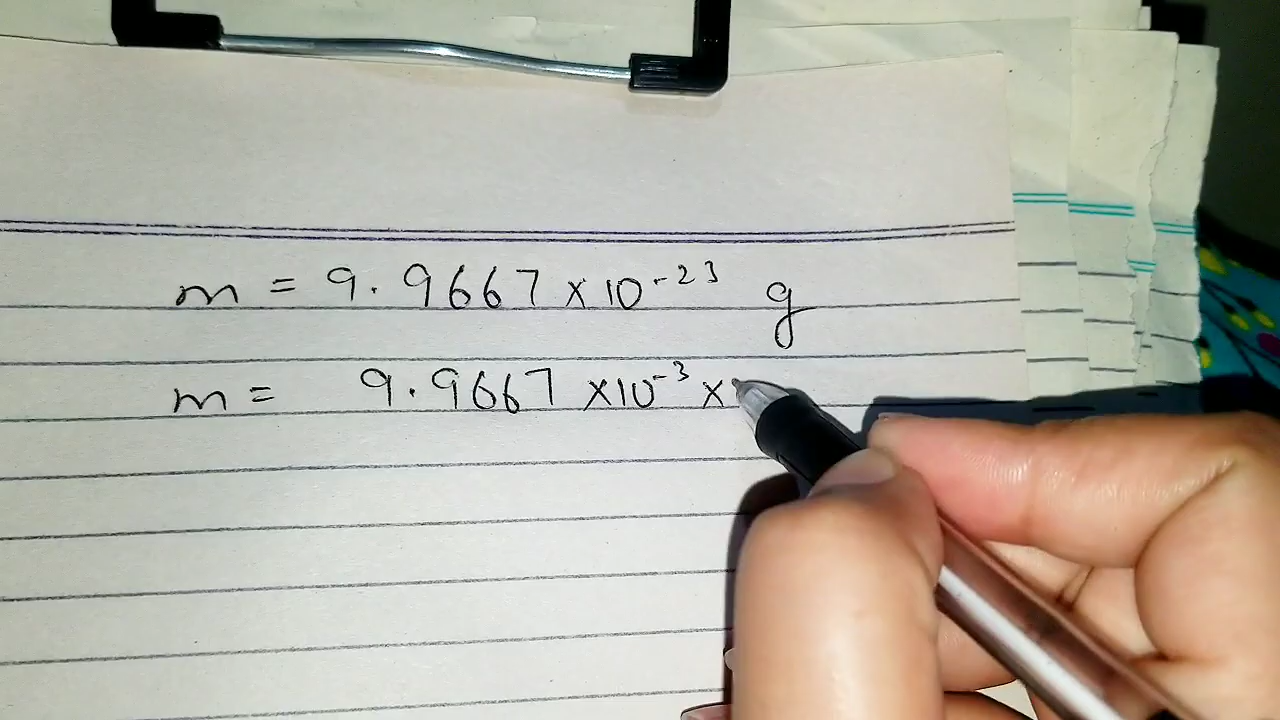 m = 9.9667 ×10⁻²³ g
m = 9.9667 ×10⁻³ ×